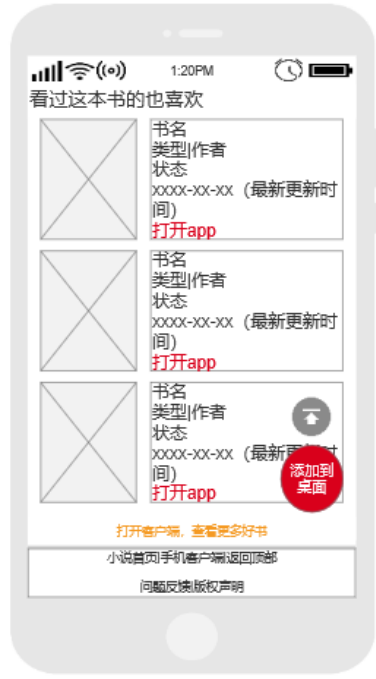 1:20PM
看过这本书的也喜欢
书名
类型|作者
状态
xxxx-xx-xx（最新更新时
间）
打开app
书名
类型|作者
状态
xxxx-xx-xx（最新更新时
间）
打开app
书名
类型|作者
状态
xxxx-xx-xx（最新
间）
打开app
添加到
桌面
打开客户端，查看更多好书
小说首页|手机客户端|返回顶部
问题反馈|版权声明